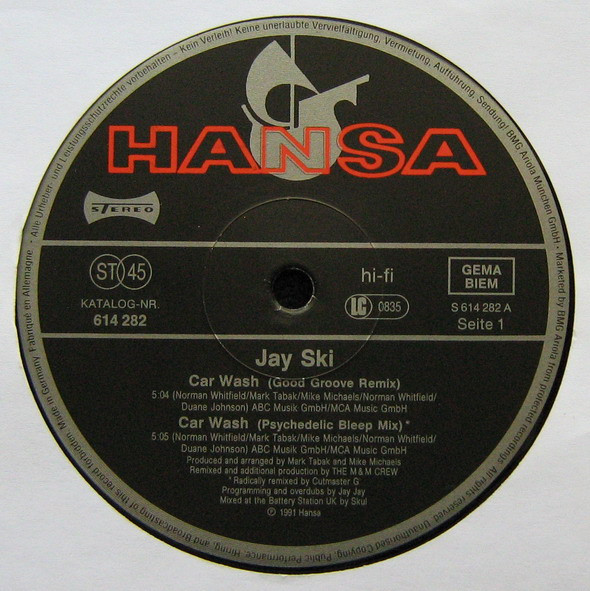 Alle Urheber- und Leistungsschutzrechte vorbehalten – Kein Verleih! Keine unerlaubte Vervielfältigung, Vermietung, Aufführung, Sendung! BMG Ariola München GmbH · Marketed by BMG Ariola from protected recordings · All rights reserved. Unauthorised Copying, Public Performance, Hiring, and Broadcasting of this record forbidden Made in Germany Fabriqué en Allemagne ·
HANSA
STEREO
ST 45
hi-fi
GEMA
BIEM
KATALOG-NR.
614 282
LC 0835
S 614 282 A
Seite 1
Jay Ski
Car Wash (Good Groove Remix)
5:04 (Norman Whitfield/Mark Tabak/Mike Michaels/Norman Whitfield/
Duane Johnson) ABC Musik GmbH/MCA Music GmbH
Car Wash (Psychedelic Bleep Mix)*
5:05 (Norman Whitfield/Mark Tabak/Mike Michaels/Norman Whitfield/
Duane Johnson) ABC Musik GmbH/MCA Music GmbH
Produced and arranged by Mark Tabak and Mike Michaels
Remixed and additional production by THE M & M CREW
* Radically remixed by Cutmaster G
Programming and overdubs by Jay Jay
Mixed at the Battery Station UK by Skul
℗ 1991 Hansa